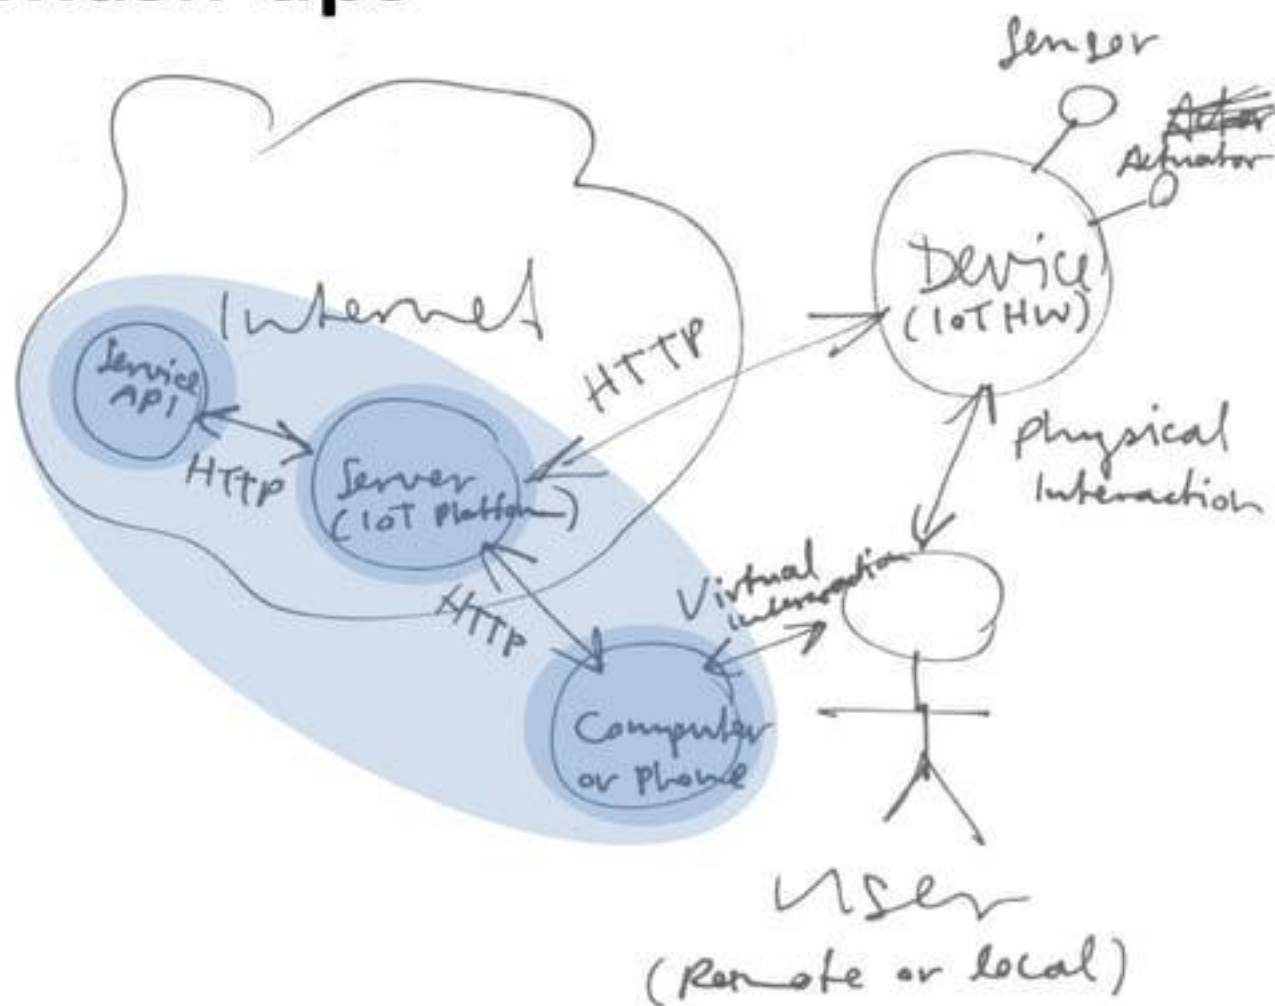 Sensor
Actuator
Internet
Device
(IoT HW)
HTTP
Service
API
HTTP
Server
(IoT Platform)
Physical
Interaction
HTTP
Virtual
interaction
Computer
or phone
User
(Remote or local)